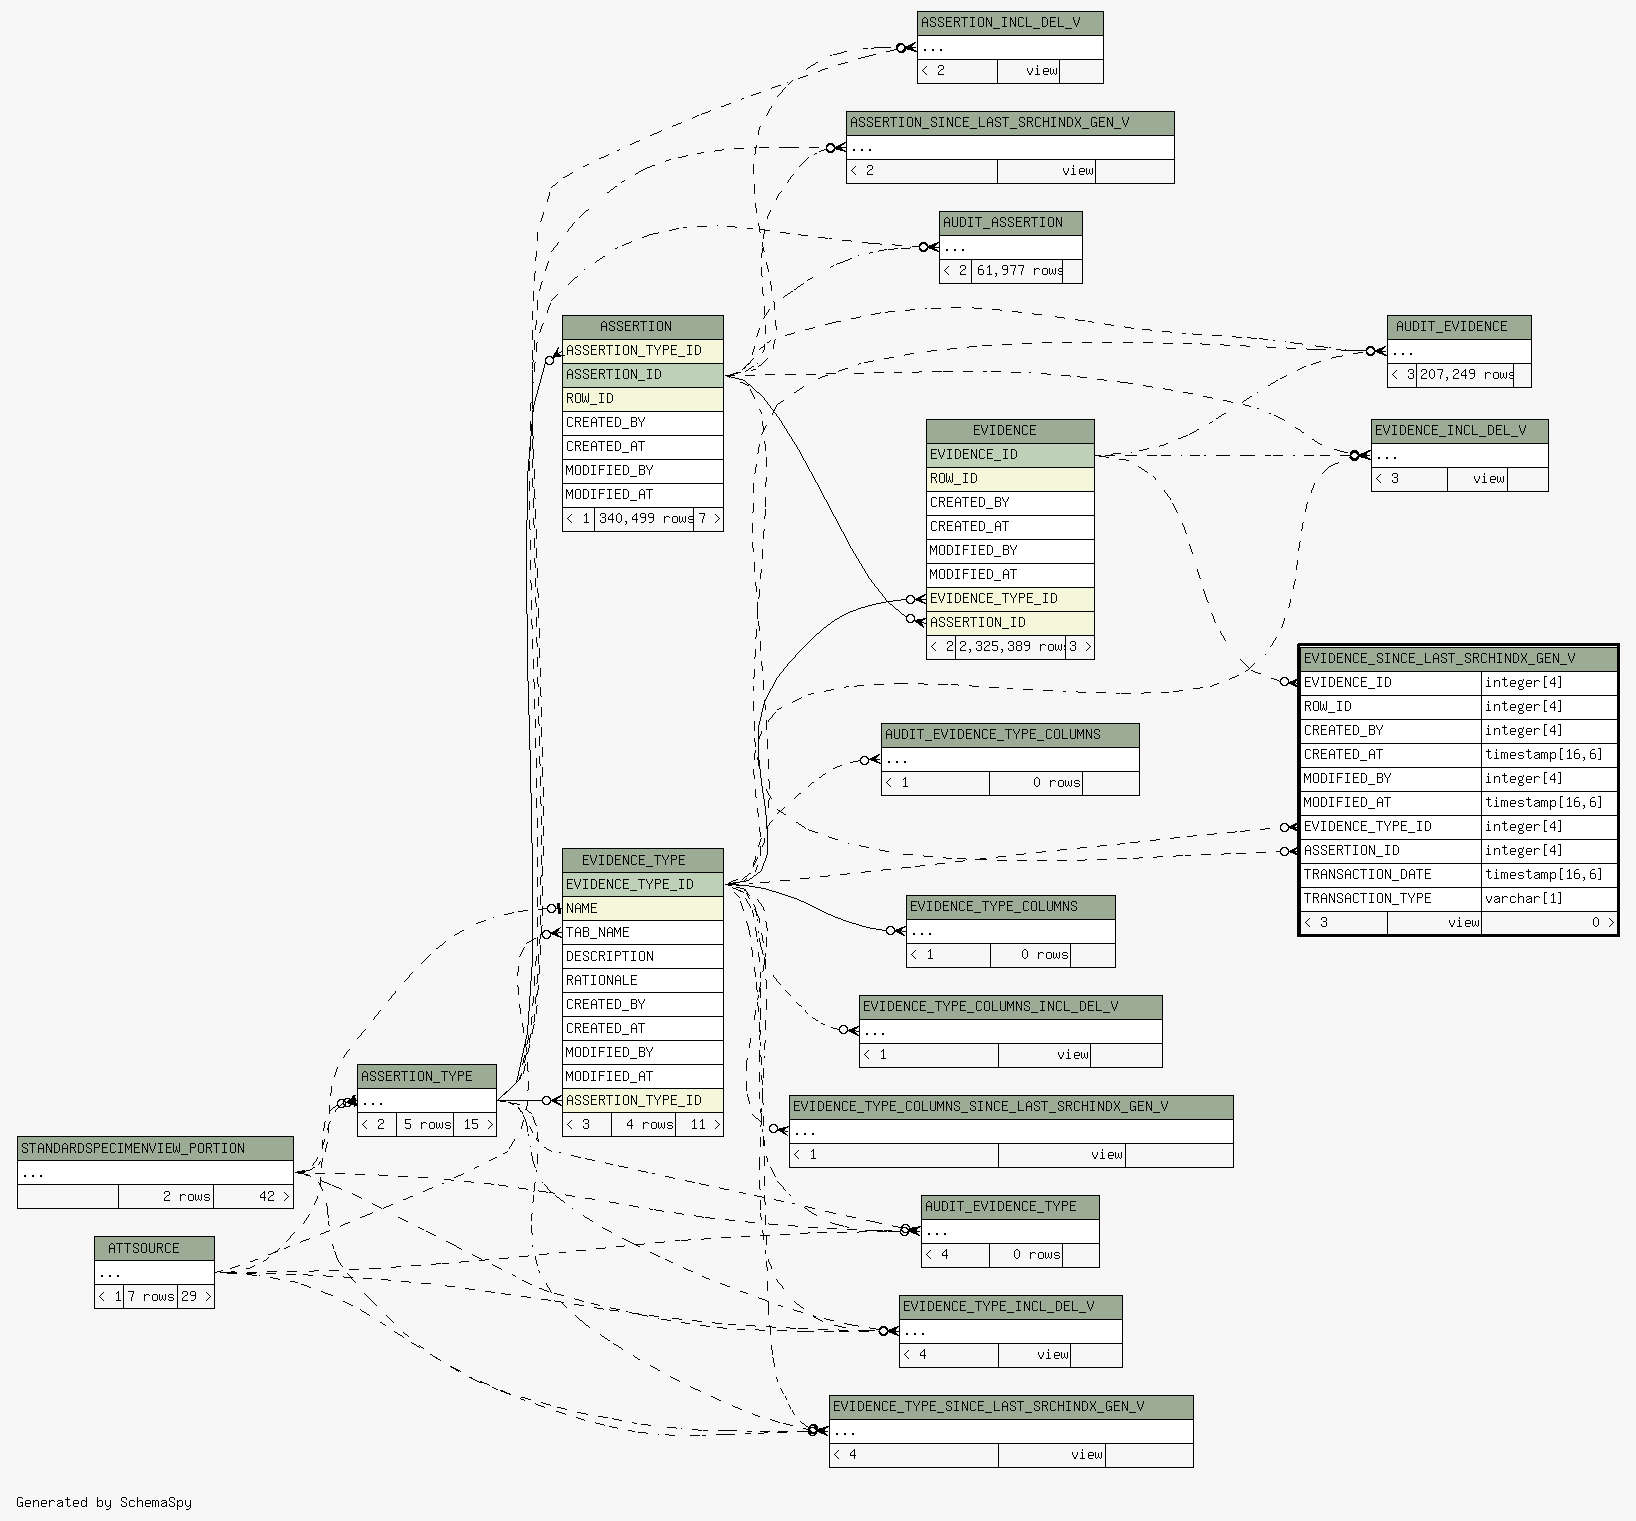 ASSERTION_INCL_DEL_V
...
< 2 view
ASSERTION_SINCE_LAST_SRCHINDX_GEN_V
...
< 2 view
AUDIT_ASSERTION
...
< 2 61,977 rows
ASSERTION
ASSERTION_TYPE_ID
ASSERTION_ID
ROW_ID
CREATED_BY
CREATED_AT
MODIFIED_BY
MODIFIED_AT
< 1 340,499 rows 7 >
AUDIT_EVIDENCE
...
< 3 207,249 rows
EVIDENCE
EVIDENCE_ID
ROW_ID
CREATED_BY
CREATED_AT
MODIFIED_BY
MODIFIED_AT
EVIDENCE_TYPE_ID
ASSERTION_ID
< 2 2,325,389 rows 3 >
EVIDENCE_INCL_DEL_V
...
< 3 view
EVIDENCE_SINCE_LAST_SRCHINDX_GEN_V
EVIDENCE_ID integer[4]
ROW_ID integer[4]
CREATED_BY integer[4]
CREATED_AT timestamp[16,6]
MODIFIED_BY integer[4]
MODIFIED_AT timestamp[16,6]
EVIDENCE_TYPE_ID integer[4]
ASSERTION_ID integer[4]
TRANSACTION_DATE timestamp[16,6]
TRANSACTION_TYPE varchar[1]
< 3 view 0 >
AUDIT_EVIDENCE_TYPE_COLUMNS
...
< 1 0 rows
EVIDENCE_TYPE
EVIDENCE_TYPE_ID
NAME
TAB_NAME
DESCRIPTION
RATIONALE
CREATED_BY
CREATED_AT
MODIFIED_BY
MODIFIED_AT
ASSERTION_TYPE_ID
< 3 4 rows 11 >
EVIDENCE_TYPE_COLUMNS
...
< 1 0 rows
EVIDENCE_TYPE_COLUMNS_INCL_DEL_V
...
< 1 view
ASSERTION_TYPE
...
< 2 5 rows 15 >
EVIDENCE_TYPE_COLUMNS_SINCE_LAST_SRCHINDX_GEN_V
...
< 1 view
STANDARDSPECIMENVIEW_PORTION
...
2 rows 42 >
AUDIT_EVIDENCE_TYPE
...
< 4 0 rows
ATTSOURCE
...
< 1 7 rows 29 >
EVIDENCE_TYPE_INCL_DEL_V
...
< 4 view
EVIDENCE_TYPE_SINCE_LAST_SRCHINDX_GEN_V
...
< 4 view
Generated by SchemaSpy